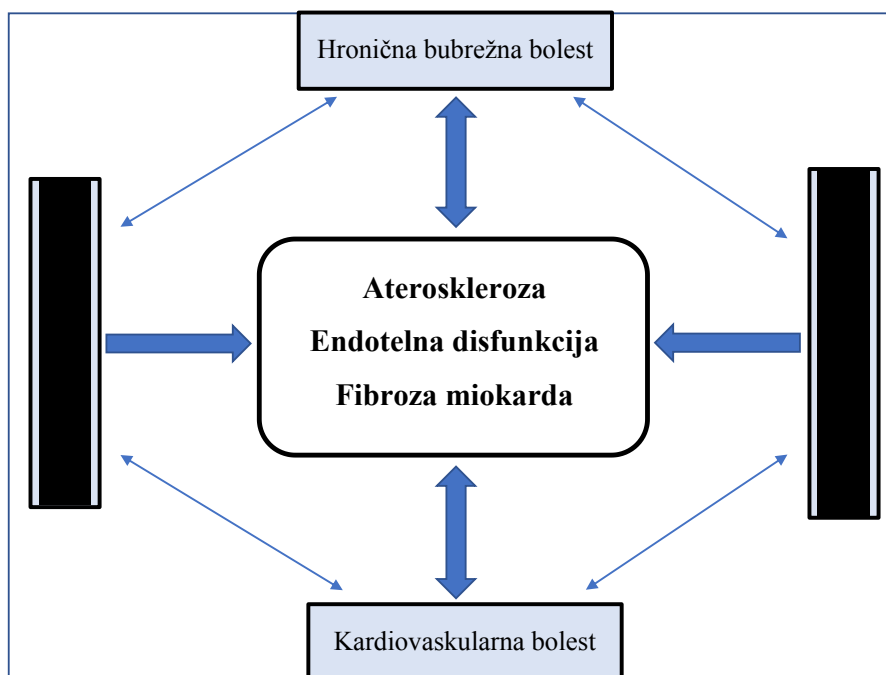 Hronična bubrežna bolest
Ateroskleroza
Endotelna disfunkcija
Fibroza miokarda
Kardiovaskularna bolest